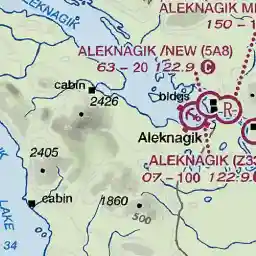 ALEKNAGIK M
150 - 1
ALEKNAGIK /NEW (5A8)
63 - 20 122.9 C
cabin
2426
bldgs
R
Aleknagik
2405
ALEKNAGIK (Z33
07 - 100 122.9
cabin
1860
500
LAKE
34